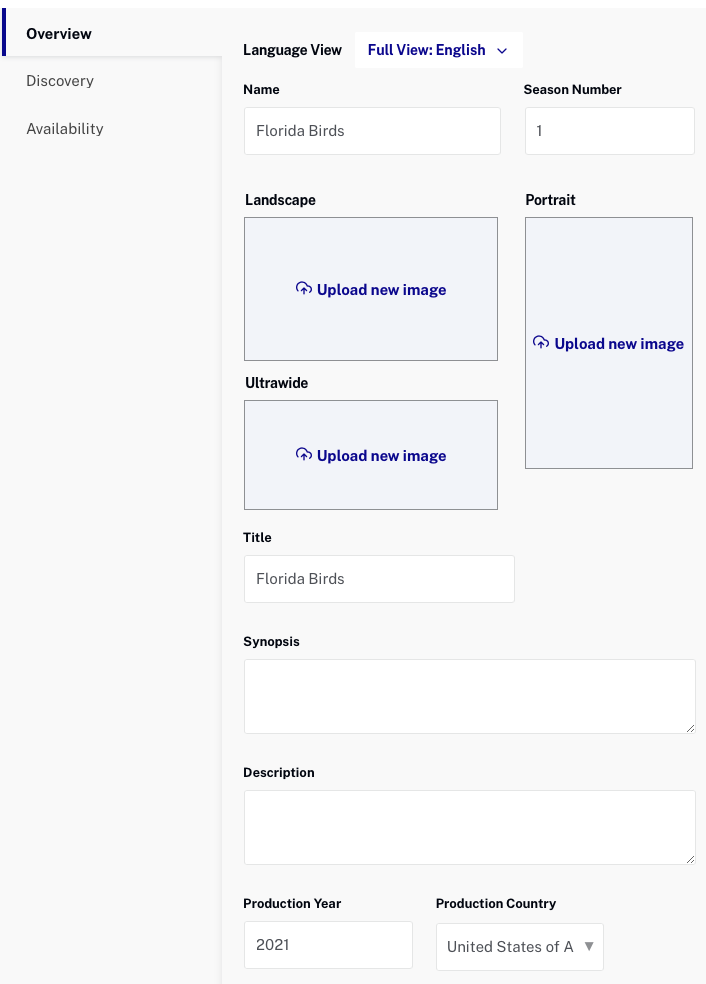 Overview
Discovery
Availability
Language View Full View: English
Name Season Number
Florida Birds 1
Landscape Portrait
Upload new image
Upload new image
Ultrawide
Upload new image
Title
Florida Birds
Synopsis
Description
Production Year Production Country
2021 United States of A